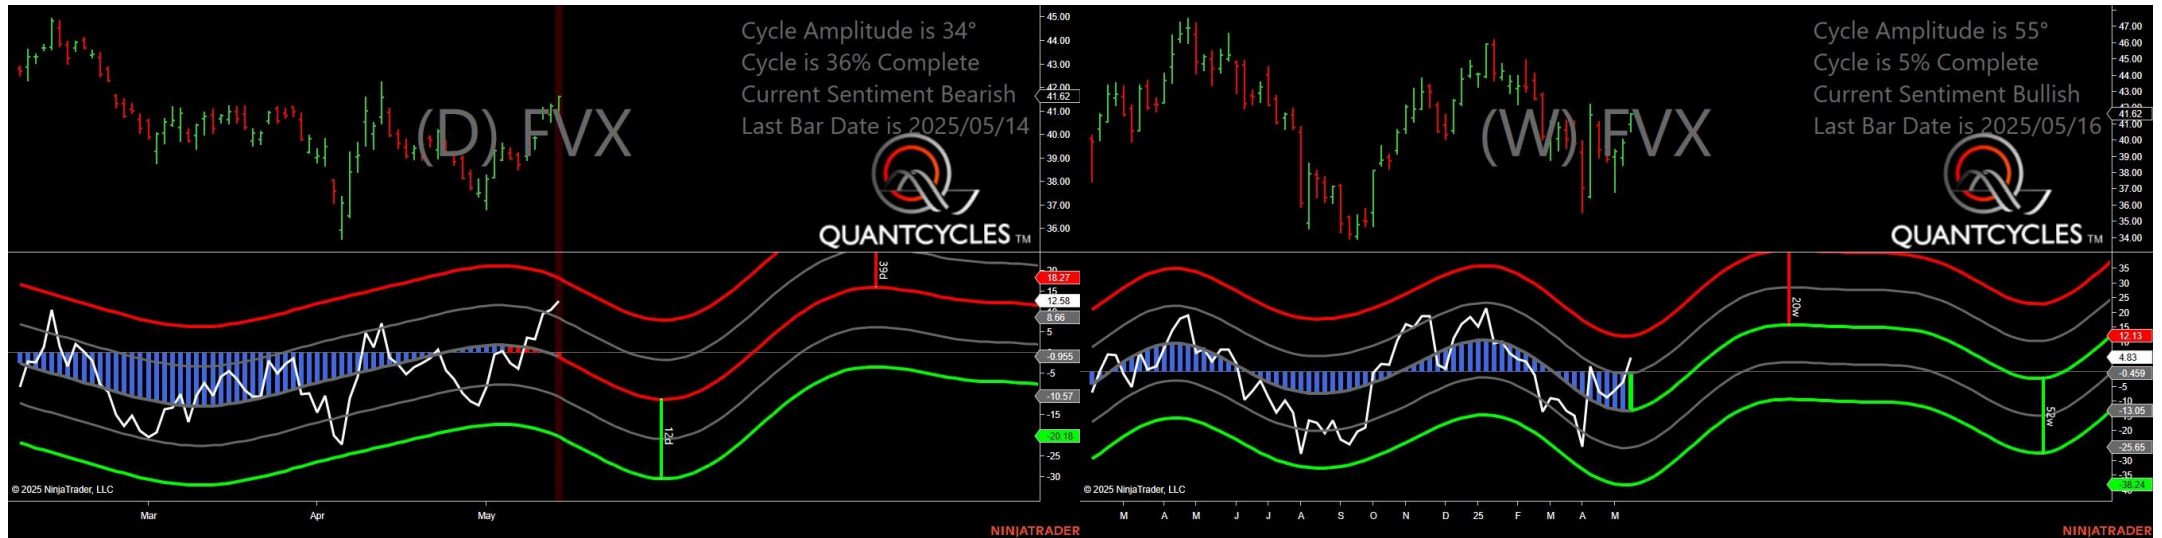 Cycle Amplitude is 34°
Cycle is 36% Complete
Current Sentiment Bearish
Last Bar Date is 2025/05/14
(D) FVX
QUANTCYCLES TM
45.00
44.00
43.00
42.00
41.62
41.00
40.00
39.00
38.00
37.00
36.00
39d
12d
18.27
15
12.58
8.66
5
-0.955
-5
-10.57
-15
-20.18
-25
-30
© 2025 NinjaTrader, LLC
Mar
Apr
May
NINJATRADER
Cycle Amplitude is 55°
Cycle is 5% Complete
Current Sentiment Bullish
Last Bar Date is 2025/05/16
(W) FVX
QUANTCYCLES TM
47.00
46.00
45.00
44.00
43.00
41.62
41.00
40.00
39.00
38.00
37.00
36.00
35.00
34.00
20w
52w
35
30
25
20
15
12.13
4.83
-0.459
-5
-10
-13.05
-20
-25.65
-30
-35
-38.24
© 2025 NinjaTrader, LLC
M A M J J A S O N D 25 F M A M
NINJATRADER